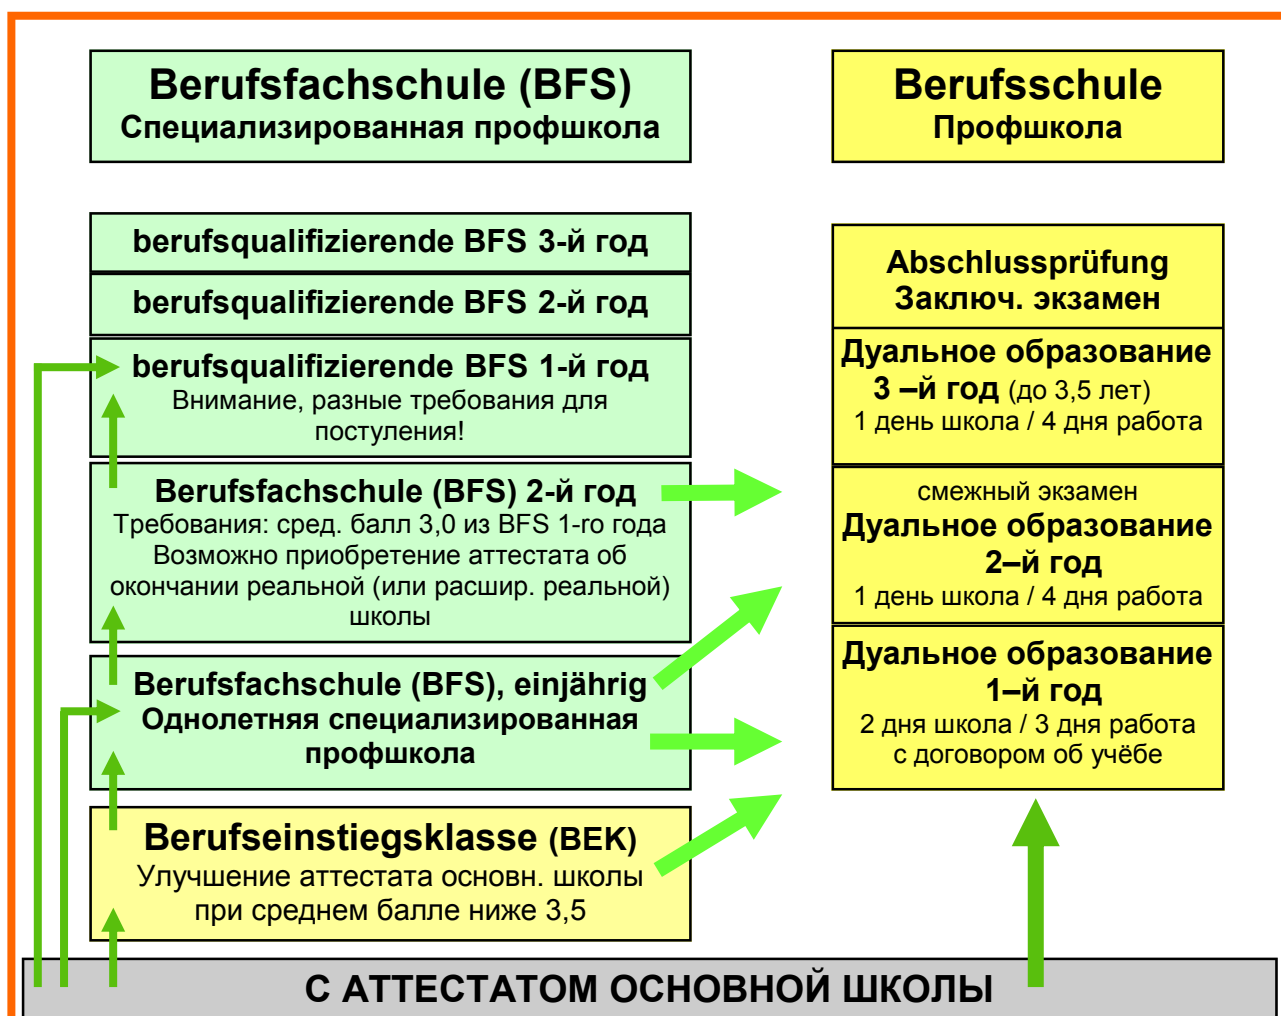 Berufsfachschule (BFS)
Специализированная профшкола
berufsqualifizierende BFS 3-й год
berufsqualifizierende BFS 2-й год
berufsqualifizierende BFS 1-й год
Внимание, разные требования для
постуления!
Berufsfachschule (BFS) 2-й год
Требования: сред. балл 3,0 из BFS 1-го года
Возможно приобретение аттестата об
окончании реальной (или расшир. реальной)
школы
Berufsfachschule (BFS), einjährig
Однолетняя специализированная
профшкола
Berufseinstiegsklasse (BEK)
Улучшение аттестата основн. школы
при среднем балле ниже 3,5
Berufsschule
Профшкола
Abschlussprüfung
Заключ. экзамен
Дуальное образование
3 –й год (до 3,5 лет)
1 день школа / 4 дня работа
смежный экзамен
Дуальное образование
2–й год
1 день школа / 4 дня работа
Дуальное образование
1–й год
2 дня школа / 3 дня работа
с договором об учёбе
С АТТЕСТАТОМ ОСНОВНОЙ ШКОЛЫ